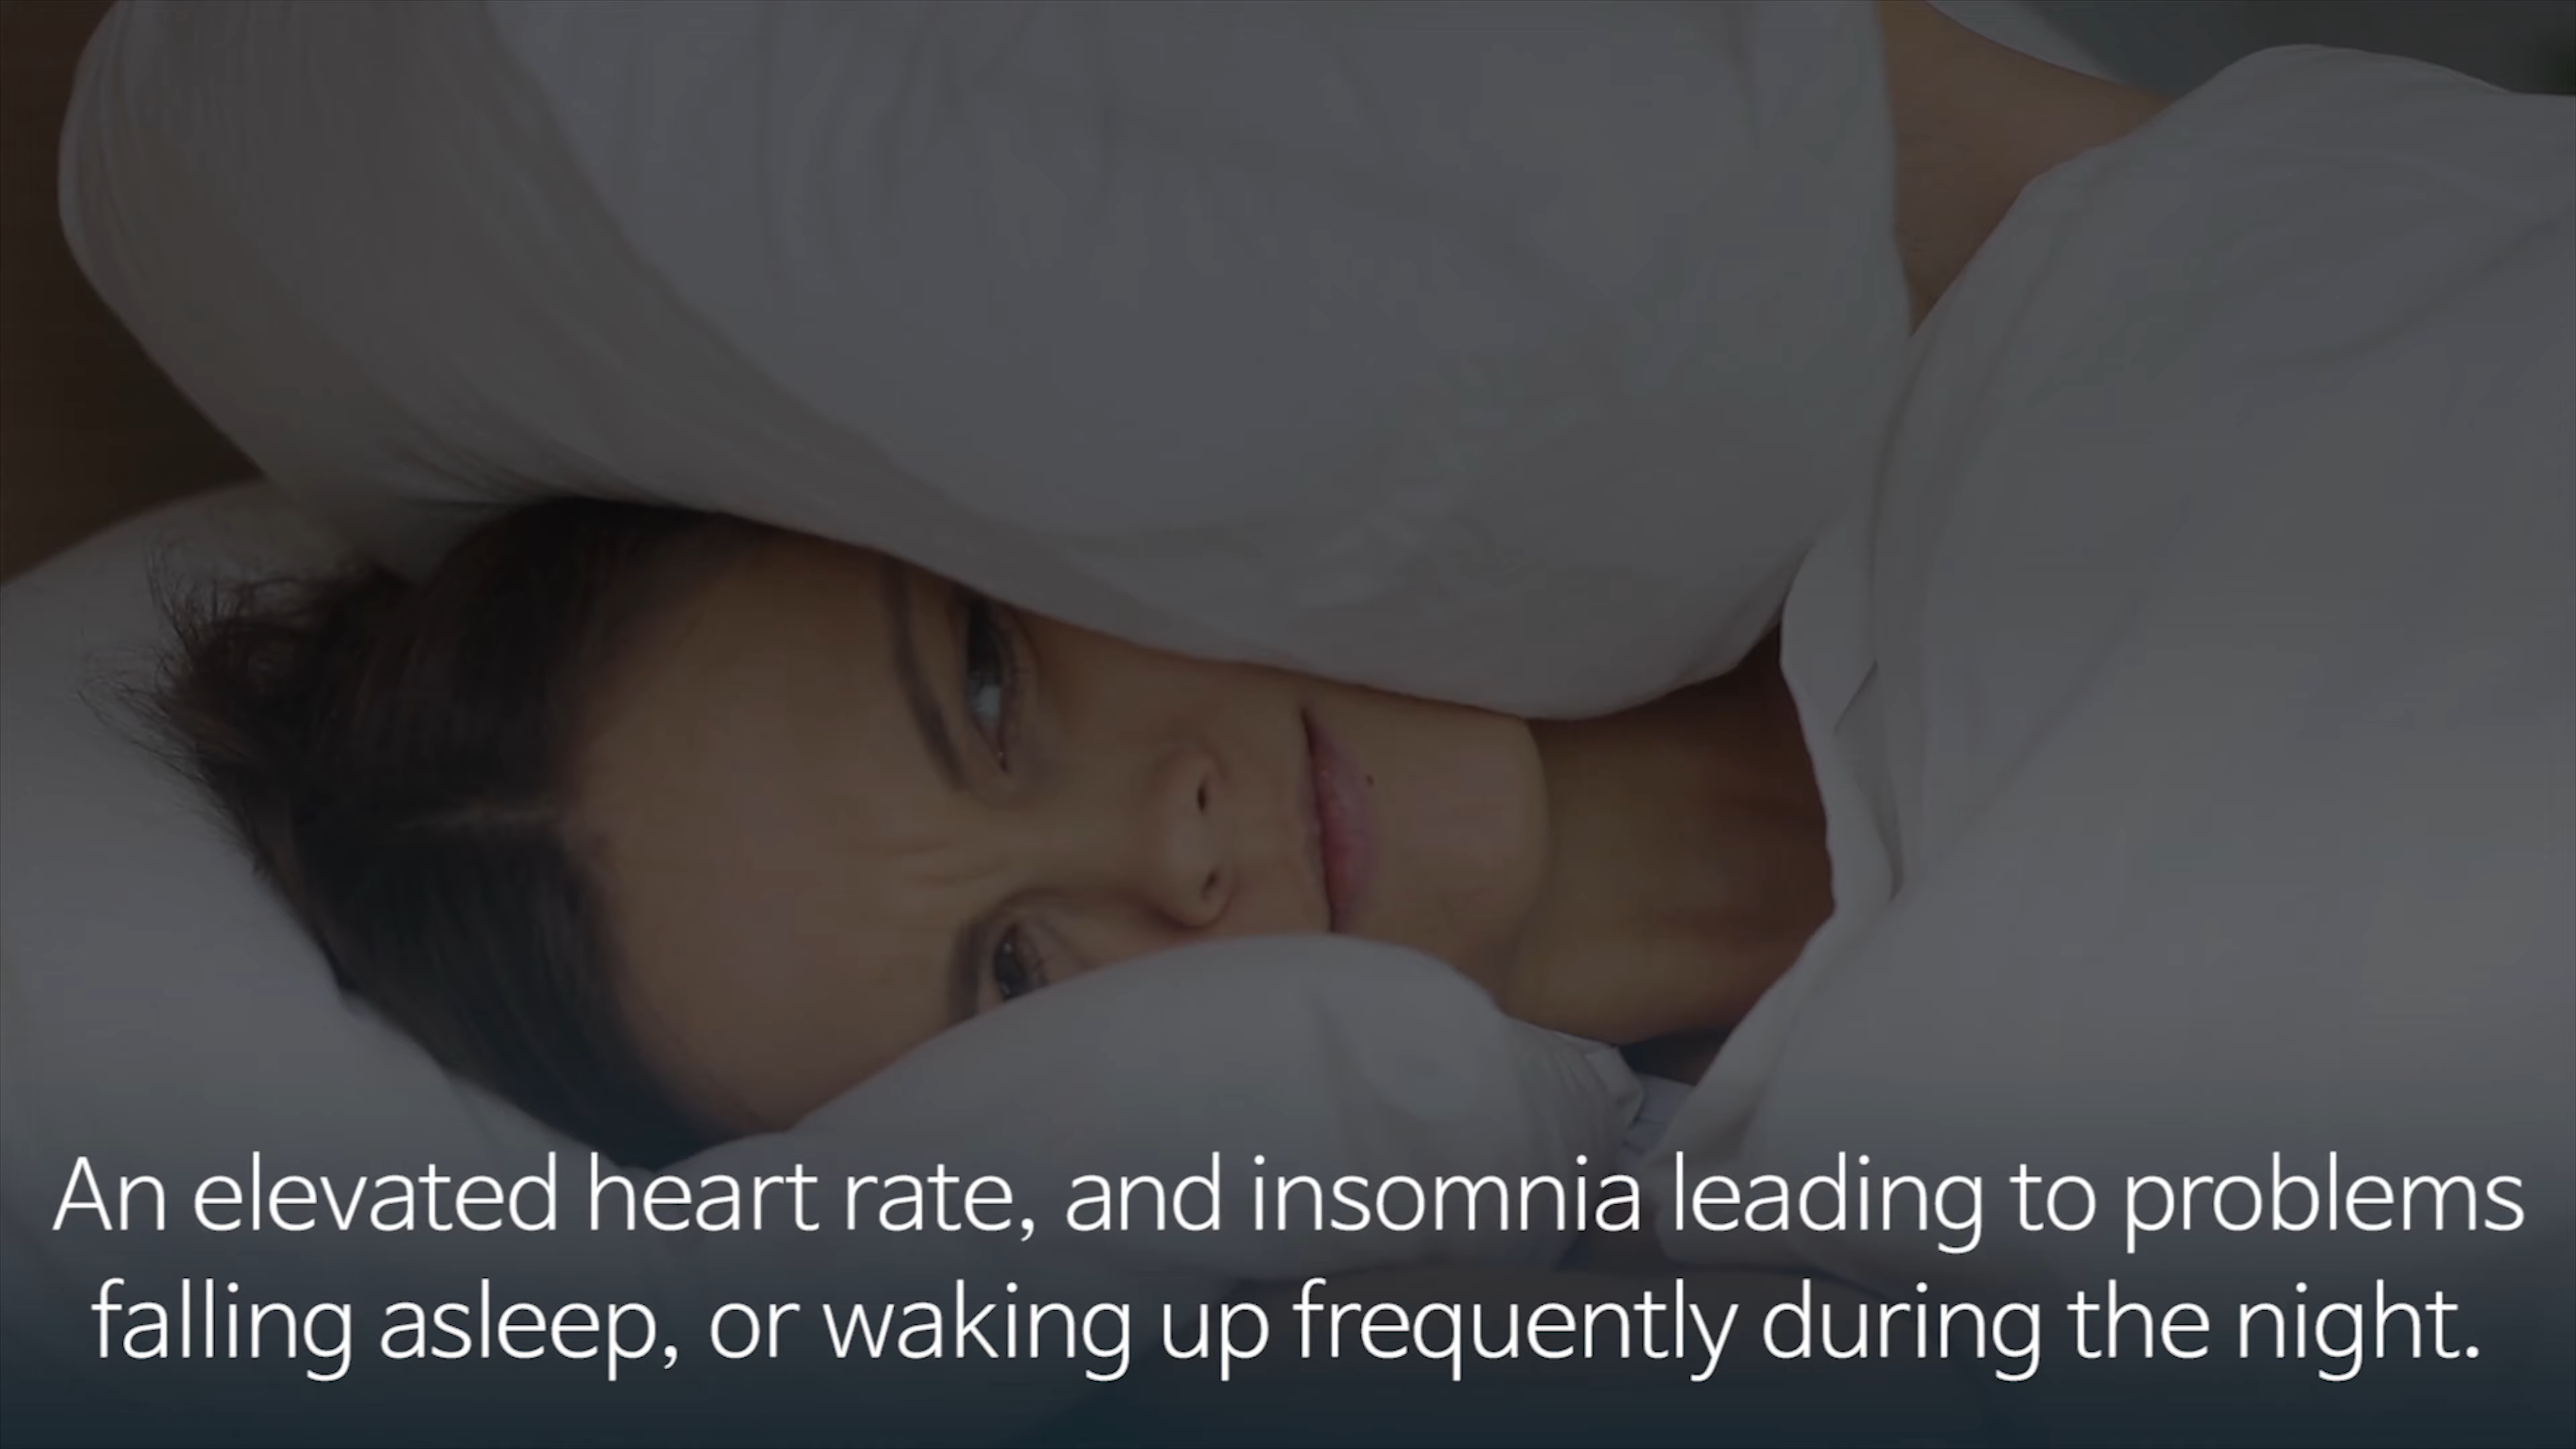 An elevated heart rate, and insomnia leading to problems
falling asleep, or waking up frequently during the night.